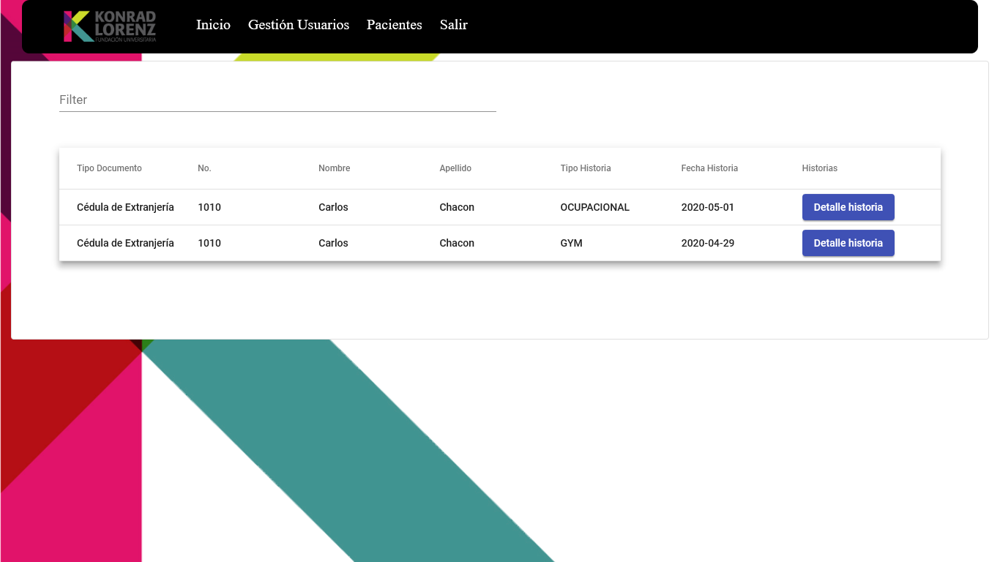 KONRAD
LORENZ
FUNDACIÓN UNIVERSITARIA
Inicio Gestión Usuarios Pacientes Salir
Filter
Tipo Documento No. Nombre Apellido Tipo Historia Fecha Historia Historias
Cédula de Extranjería 1010 Carlos Chacon OCUPACIONAL 2020-05-01 Detalle historia
Cédula de Extranjería 1010 Carlos Chacon GYM 2020-04-29 Detalle historia